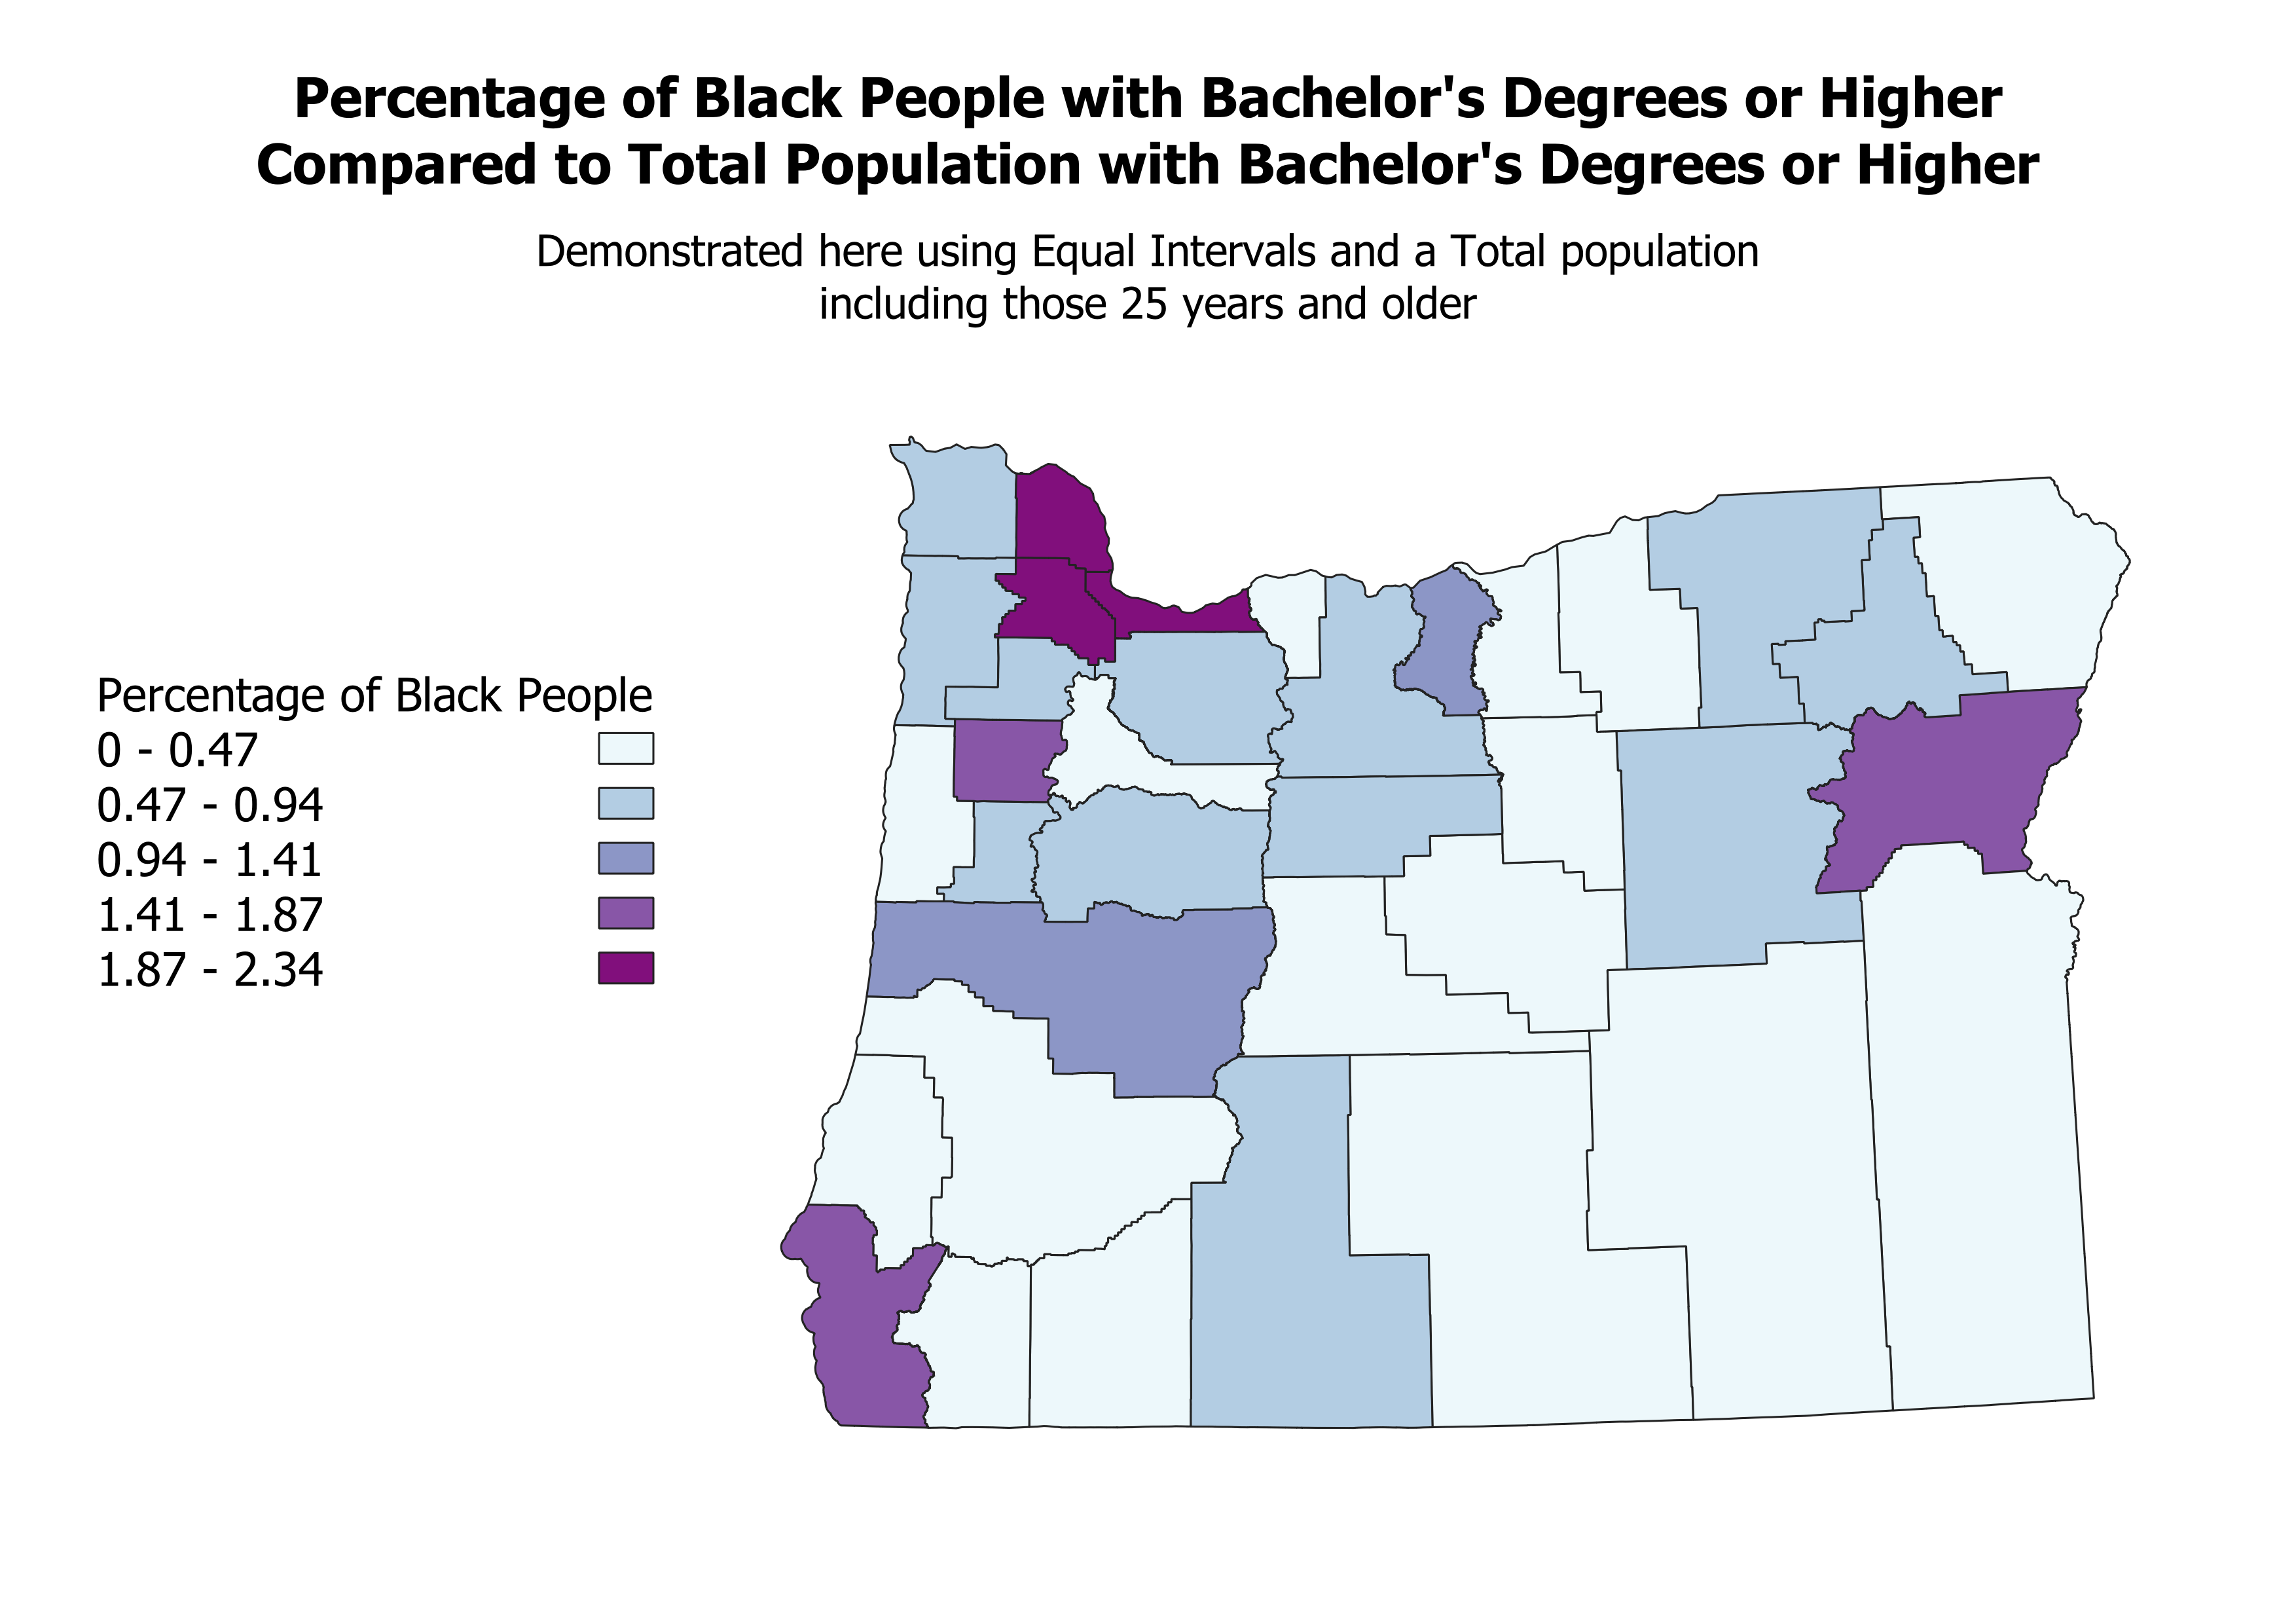 Percentage of Black People with Bachelor's Degrees or Higher
Compared to Total Population with Bachelor's Degrees or Higher
Demonstrated here using Equal Intervals and a Total population
including those 25 years and older
Percentage of Black People
0 - 0.47
0.47 - 0.94
0.94 - 1.41
1.41 - 1.87
1.87 - 2.34